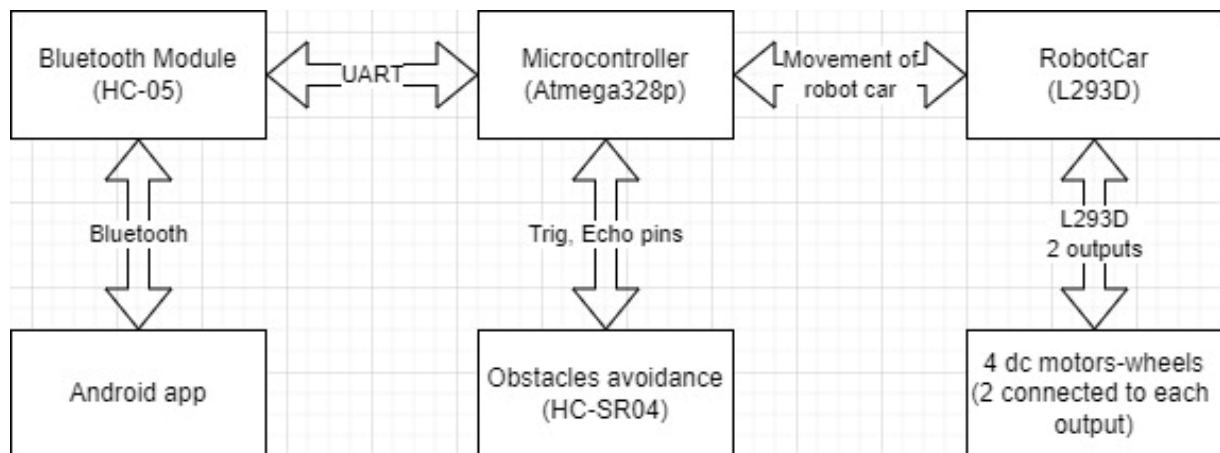 Bluetooth Module
(HC-05)
UART
Microcontroller
(Atmega328p)
Movement of
robot car
RobotCar
(L293D)
Bluetooth
Trig, Echo pins
L293D
2 outputs
Android app
Obstacles avoidance
(HC-SR04)
4 dc motors-wheels
(2 connected to each
output)